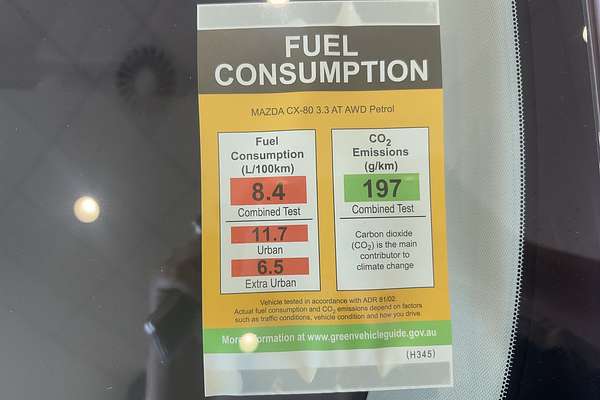 FUEL
CONSUMPTION
MAZDA CX-80 3.3 AT AWD Petrol
Fuel
Consumption
(L/100km)
8.4
Combined Test
11.7
Urban
6.5
Extra Urban
CO2
Emissions
(g/km)
197
Combined Test
Carbon dioxide
(CO2) is the main
contributor to
climate change
Vehicle tested in accordance with ADR 81/02.
Actual fuel consumption and CO2 emissions depend on factors
such as traffic conditions, vehicle condition and how you drive.
More information at www.greenvehicleguide.gov.au
(H345)